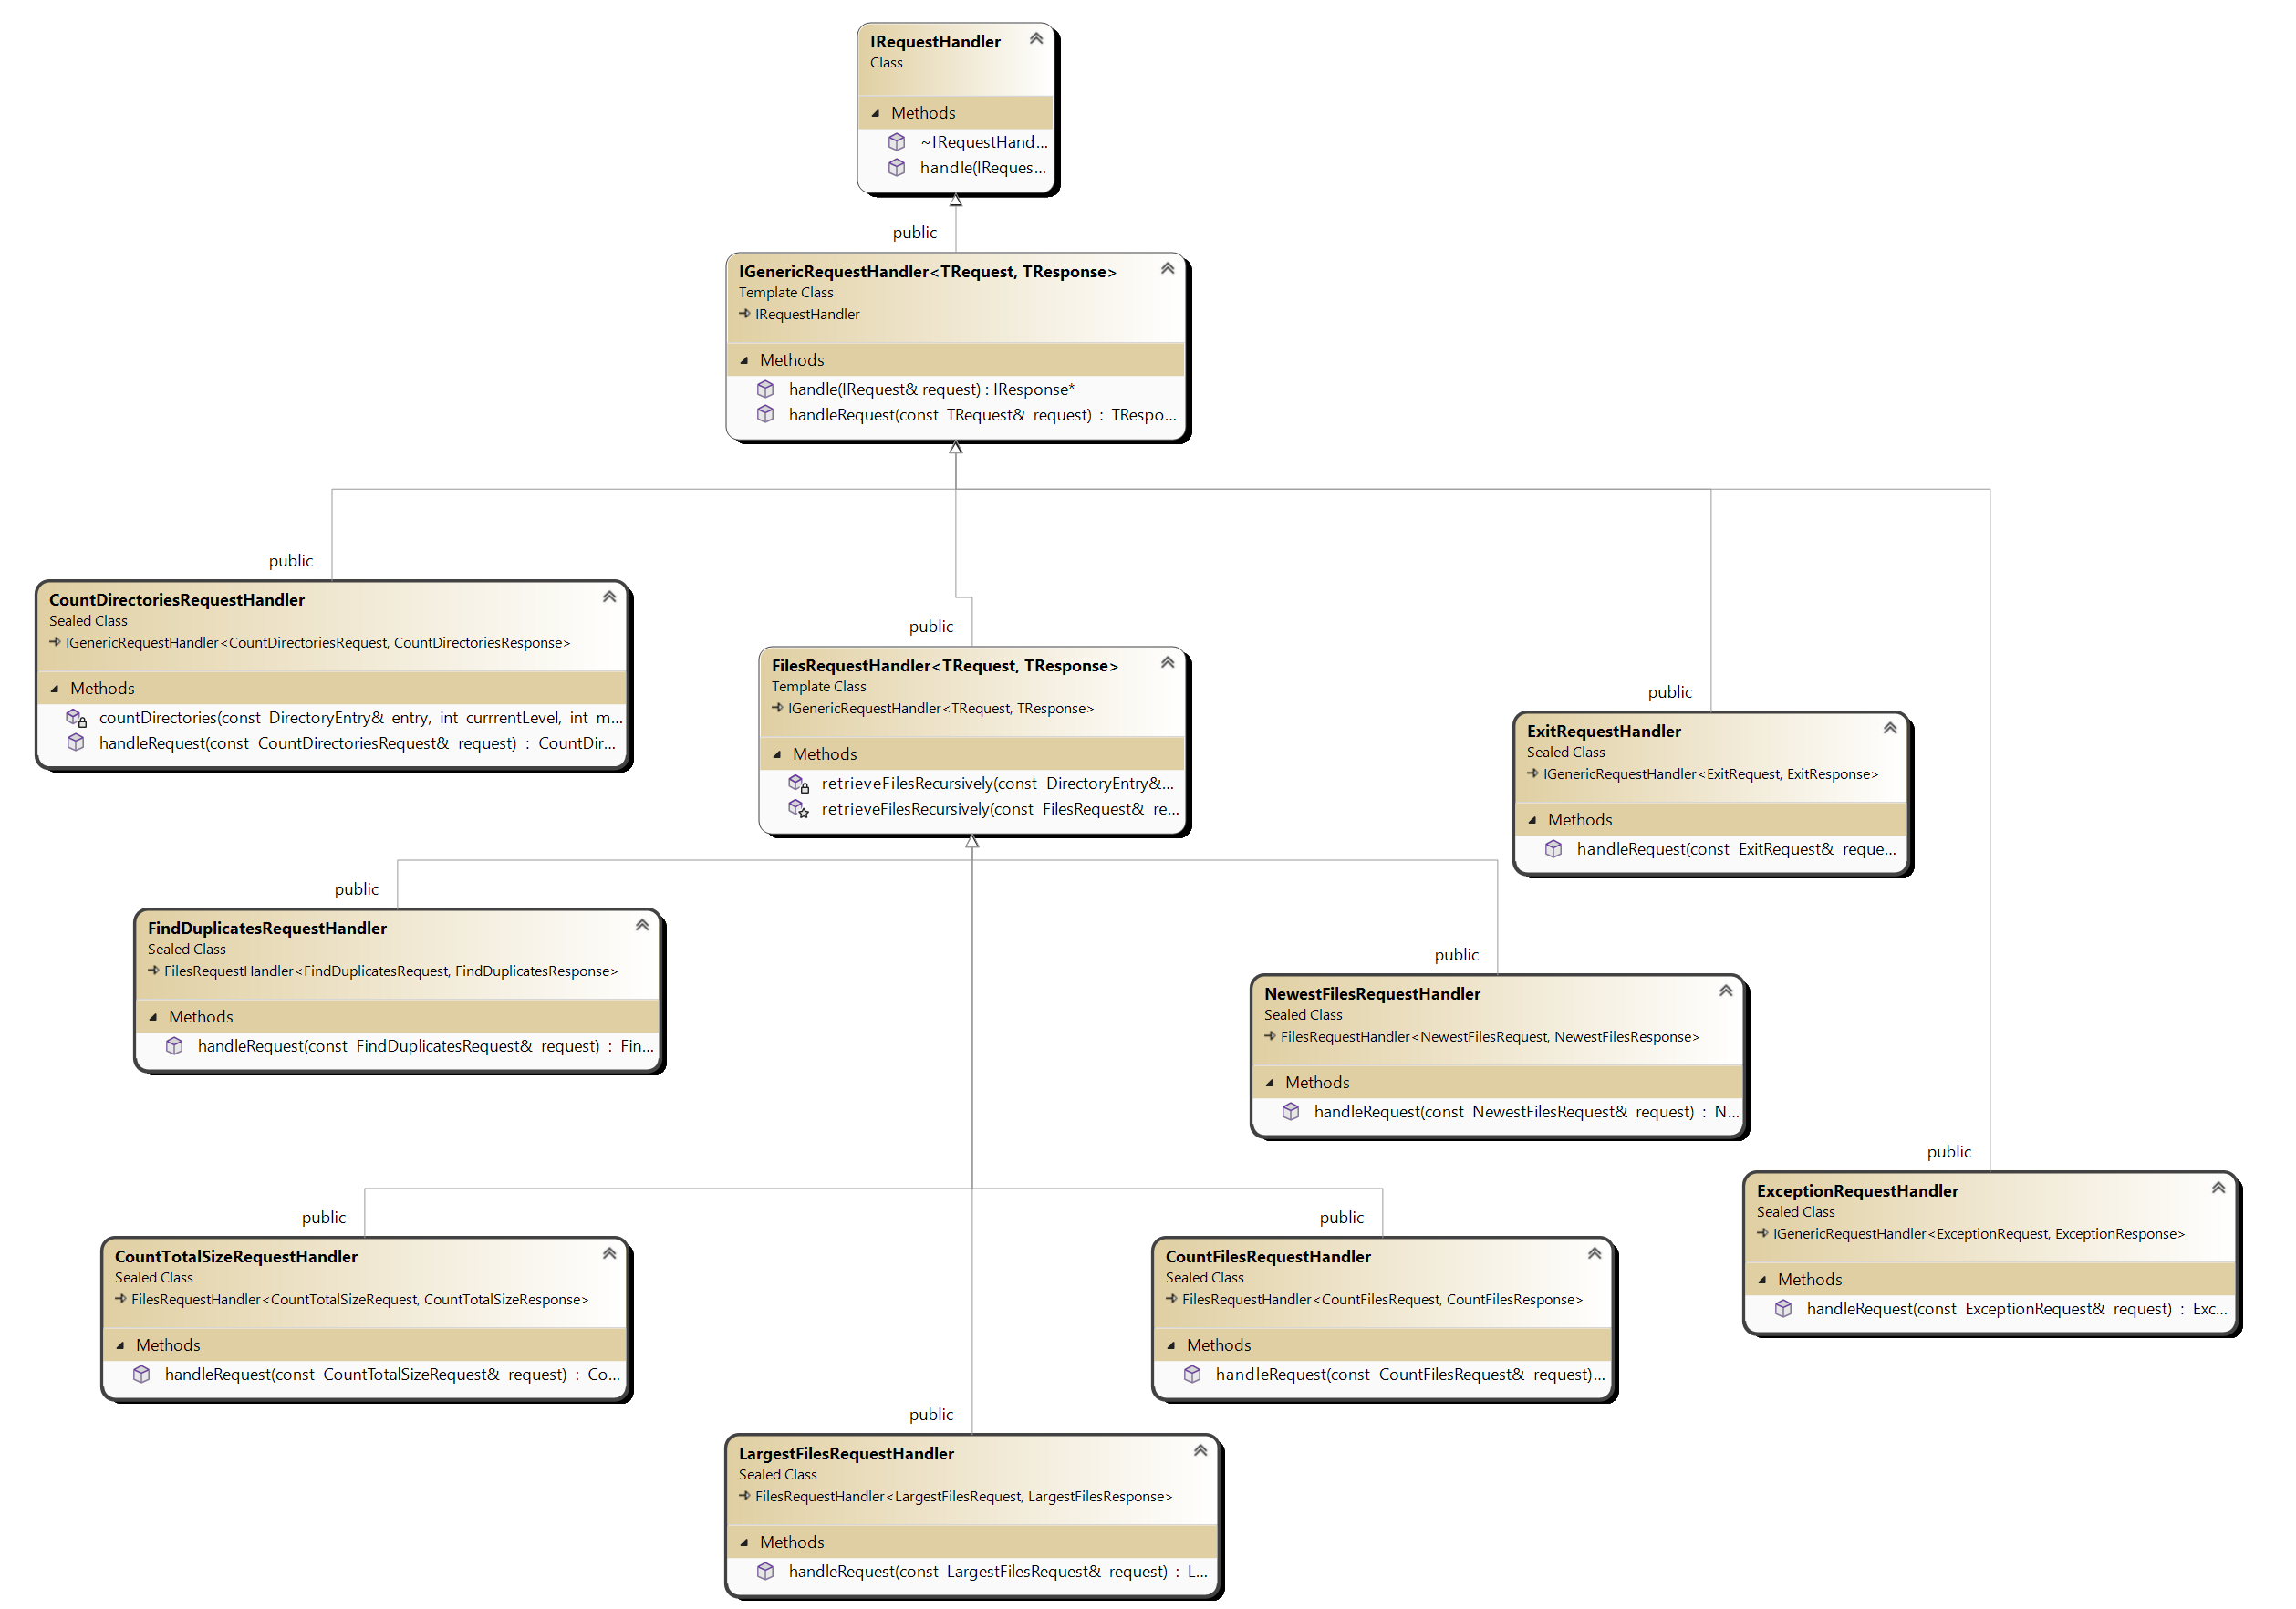 IRequestHandler
Class
Methods
~IRequestHand...
handle(IReques...
public
IGenericRequestHandler<TRequest, TResponse>
Template Class
IRequestHandler
Methods
handle(IRequest& request) : IResponse*
handleRequest(const TRequest& request) : TRespo...
public
CountDirectoriesRequestHandler
Sealed Class
IGenericRequestHandler<CountDirectoriesRequest, CountDirectoriesResponse>
Methods
countDirectories(const DirectoryEntry& entry, int currrentLevel, int m...
handleRequest(const CountDirectoriesRequest& request) : CountDir...
public
FilesRequestHandler<TRequest, TResponse>
Template Class
IGenericRequestHandler<TRequest, TResponse>
Methods
retrieveFilesRecursively(const DirectoryEntry&...
retrieveFilesRecursively(const FilesRequest& re...
public
ExitRequestHandler
Sealed Class
IGenericRequestHandler<ExitRequest, ExitResponse>
Methods
handleRequest(const ExitRequest& reque...
public
FindDuplicatesRequestHandler
Sealed Class
FilesRequestHandler<FindDuplicatesRequest, FindDuplicatesResponse>
Methods
handleRequest(const FindDuplicatesRequest& request) : Fin...
public
NewestFilesRequestHandler
Sealed Class
FilesRequestHandler<NewestFilesRequest, NewestFilesResponse>
Methods
handleRequest(const NewestFilesRequest& request) : N...
public
ExceptionRequestHandler
Sealed Class
IGenericRequestHandler<ExceptionRequest, ExceptionResponse>
Methods
handleRequest(const ExceptionRequest& request) : Exc...
public
CountTotalSizeRequestHandler
Sealed Class
FilesRequestHandler<CountTotalSizeRequest, CountTotalSizeResponse>
Methods
handleRequest(const CountTotalSizeRequest& request) : Co...
public
CountFilesRequestHandler
Sealed Class
FilesRequestHandler<CountFilesRequest, CountFilesResponse>
Methods
handleRequest(const CountFilesRequest& request)...
public
LargestFilesRequestHandler
Sealed Class
FilesRequestHandler<LargestFilesRequest, LargestFilesResponse>
Methods
handleRequest(const LargestFilesRequest& request) : L...